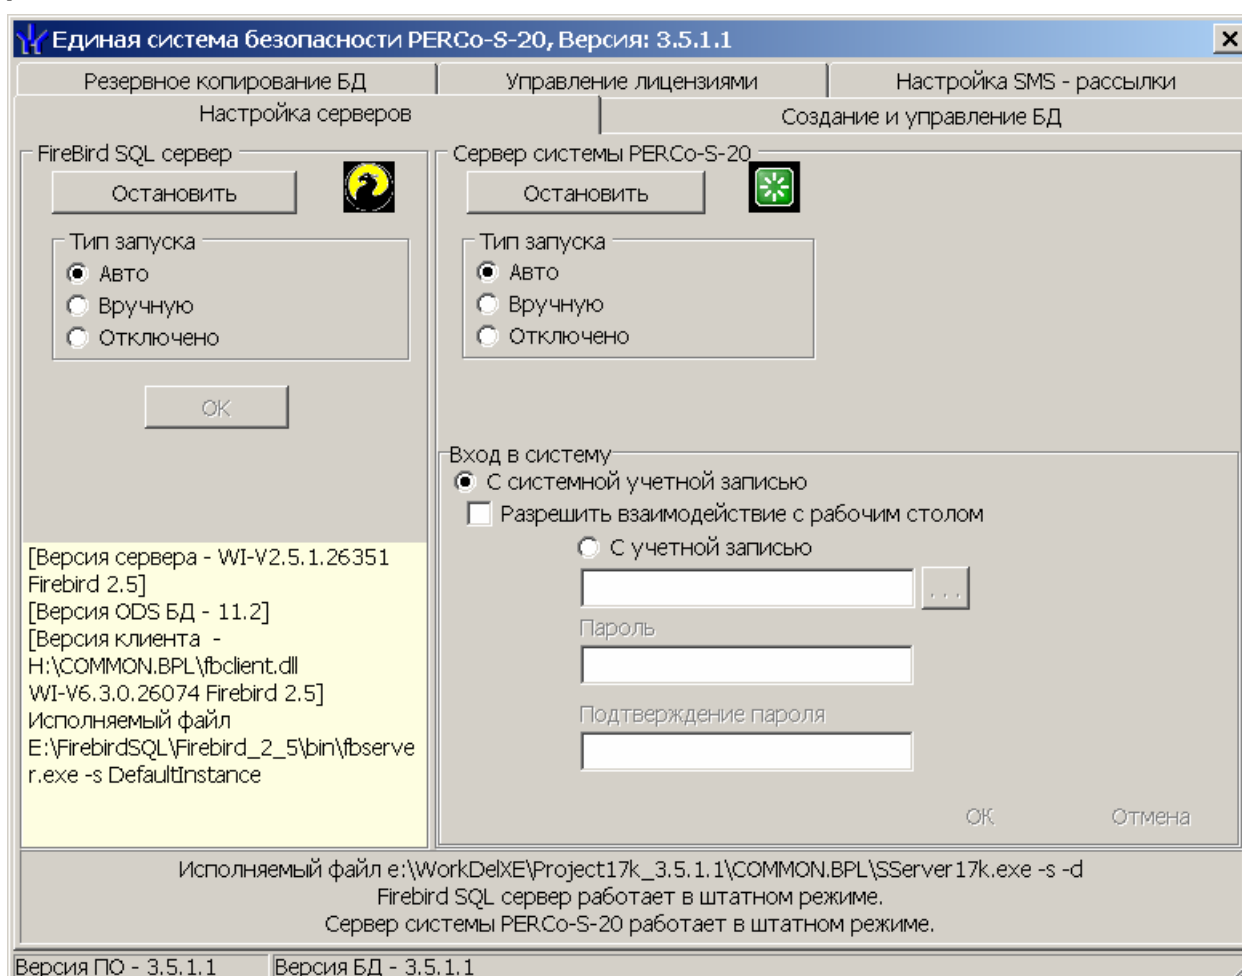 Единая система безопасности PERCo-S-20, Версия: 3.5.1.1
Резервное копирование БД
Управление лицензиями
Настройка SMS - рассылки
Настройка серверов
Создание и управление БД
FireBird SQL сервер
Остановить
Тип запуска
Авто
Вручную
Отключено
OK
[Версия сервера - WI-V2.5.1.26351
Firebird 2.5]
[Версия ODS БД - 11.2]
[Версия клиента -
H:\COMMON.BPL\fbclient.dll
WI-V6.3.0.26074 Firebird 2.5]
Исполняемый файл
E:\FirebirdSQL\Firebird_2_5\bin\fbserve
r.exe -s DefaultInstance
Сервер системы PERCo-S-20
Остановить
Тип запуска
Авто
Вручную
Отключено
Вход в систему
С системной учетной записью
Разрешить взаимодействие с рабочим столом
С учетной записью
...
Пароль
Подтверждение пароля
OK
Отмена
Исполняемый файл e:\WorkDelXE\Project17k_3.5.1.1\COMMON.BPL\SServer17k.exe -s -d
Firebird SQL сервер работает в штатном режиме.
Сервер системы PERCo-S-20 работает в штатном режиме.
Версия ПО - 3.5.1.1
Версия БД - 3.5.1.1